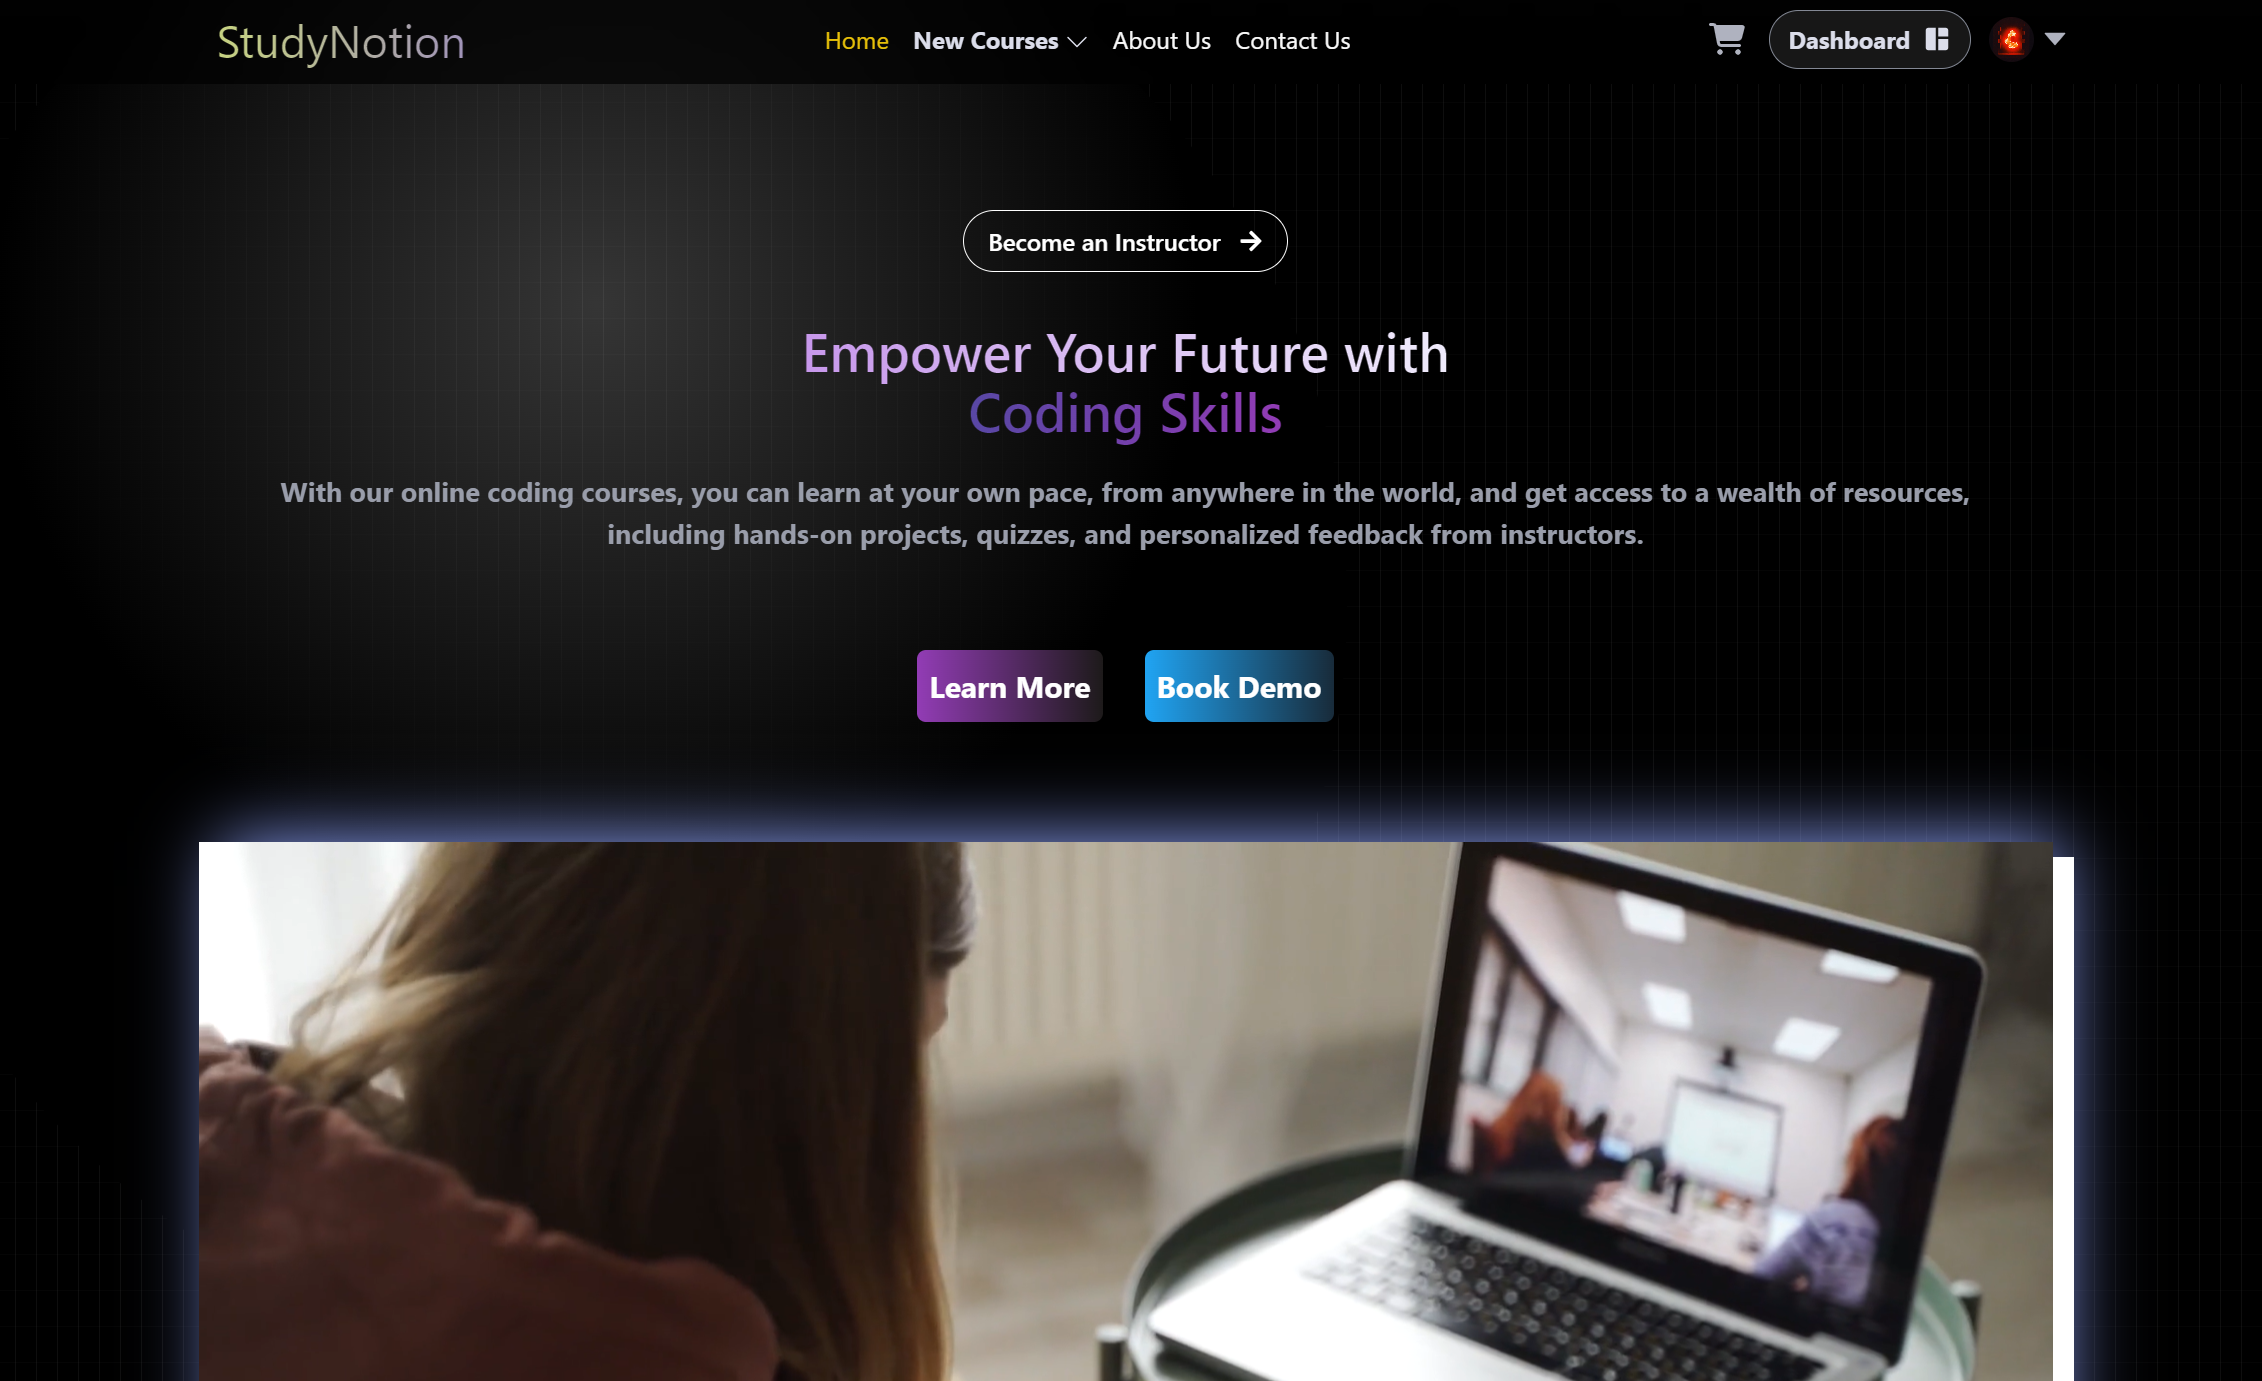 StudyNotion
Home New Courses About Us Contact Us
Dashboard
Become an Instructor
Empower Your Future with
Coding Skills
With our online coding courses, you can learn at your own pace, from anywhere in the world, and get access to a wealth of resources,
including hands-on projects, quizzes, and personalized feedback from instructors.
Learn More Book Demo